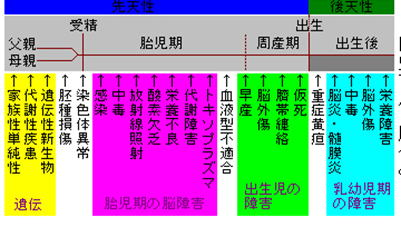 先天性
後天性
受精
出生
父親
母親
胎児期
周産期
出生後
↑家族性単純性
↑代謝性疾患
↑遺伝性新生物
↑胚種損傷
↑染色体異常
↑感染
↑中毒
↑放射線照射
↑酸素欠乏
↑栄養不良
↑代謝障害
↑トキソプラズマ
↑血液型不適合
↑早産
↑脳外傷
↑臍帯纏絡
↑仮死
↑重症黄疸
↑脳炎・髄膜炎
↑中毒
↑脳外傷
↑栄養障害
遺伝
胎児期の脳障害
出生児の障害
乳幼児期の障害